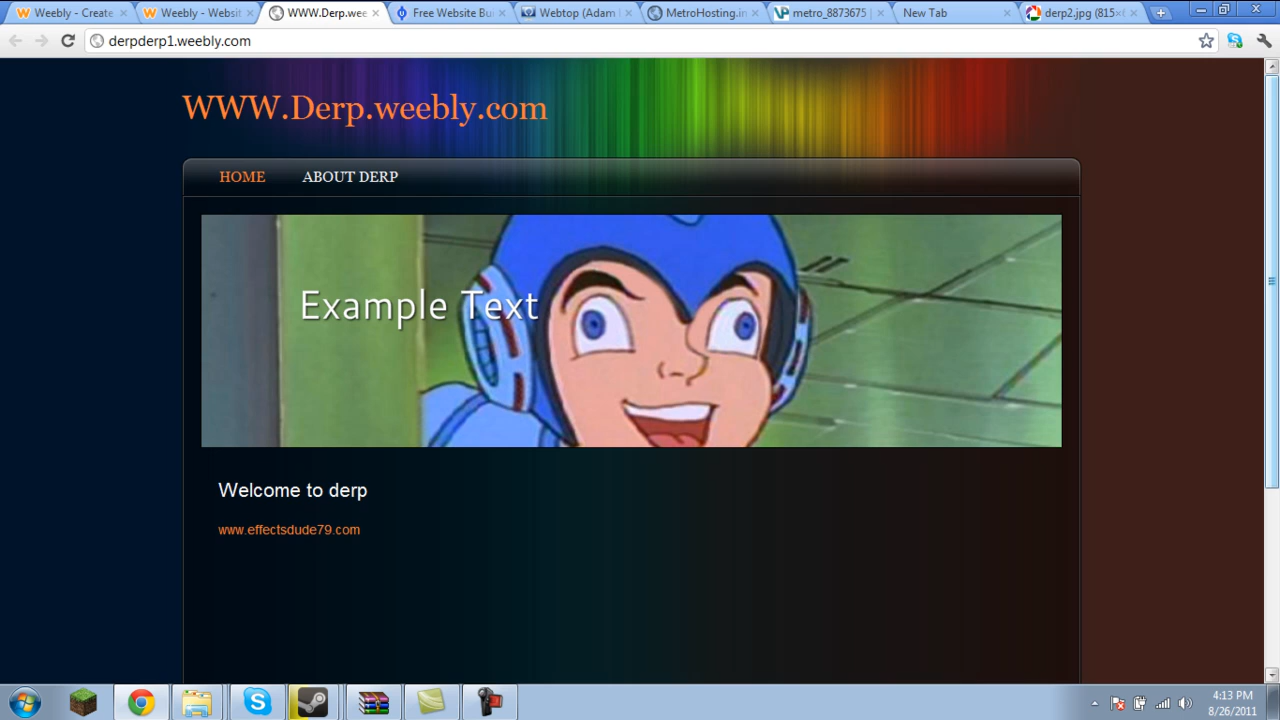 Weebly - Create
Weebly - Websit
WWW.Derp.wee
Free Website Bui
Webtop (Adam
MetroHosting.in
metro_8873675 |
New Tab
derp2.jpg (815×
derpderp1.weebly.com
WWW.Derp.weebly.com
HOME
ABOUT DERP
Example Text
Welcome to derp
www.effectsdude79.com
4:13 PM
8/26/2011